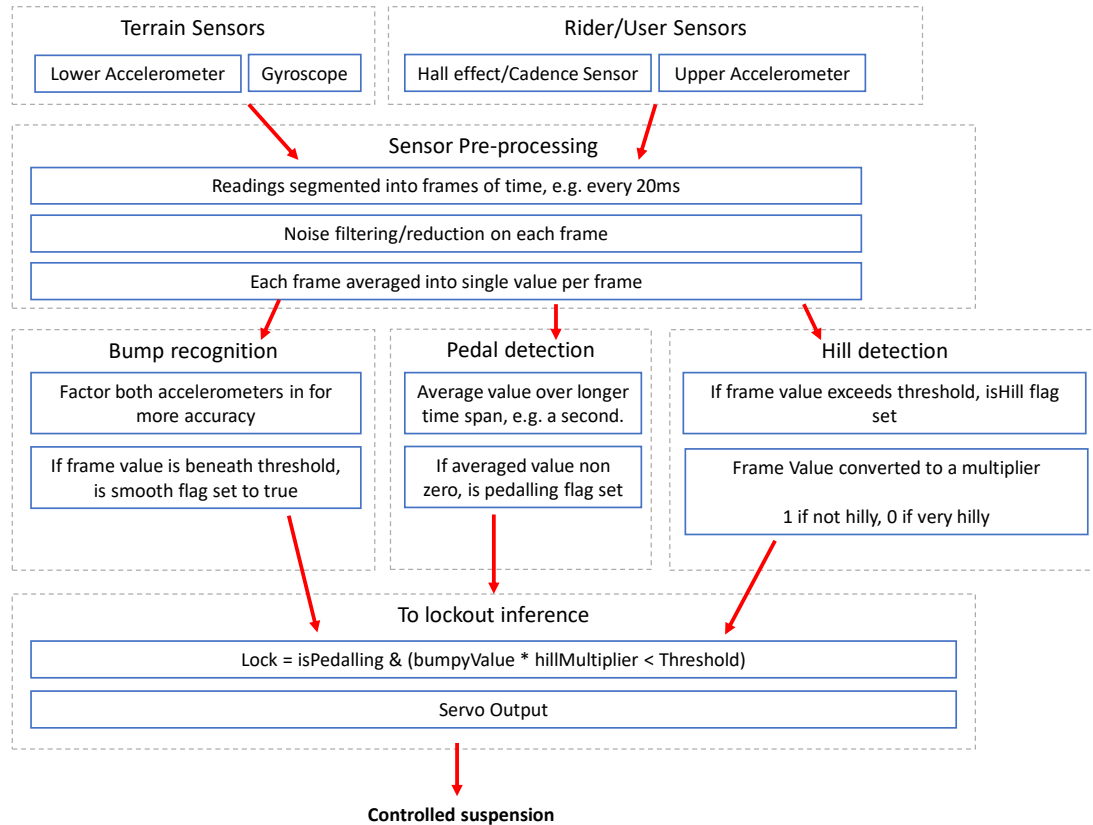 Terrain Sensors
Lower Accelerometer
Gyroscope
Rider/User Sensors
Hall effect/Cadence Sensor
Upper Accelerometer
Sensor Pre-processing
Readings segmented into frames of time, e.g. every 20ms
Noise filtering/reduction on each frame
Each frame averaged into single value per frame
Bump recognition
Factor both accelerometers in for
more accuracy
If frame value is beneath threshold,
is smooth flag set to true
Pedal detection
Average value over longer
time span, e.g. a second.
If averaged value non
zero, is pedalling flag set
Hill detection
If frame value exceeds threshold, isHill flag
set
Frame Value converted to a multiplier
1 if not hilly, 0 if very hilly
To lockout inference
Lock = isPedalling & (bumpyValue * hillMultiplier < Threshold)
Servo Output
Controlled suspension